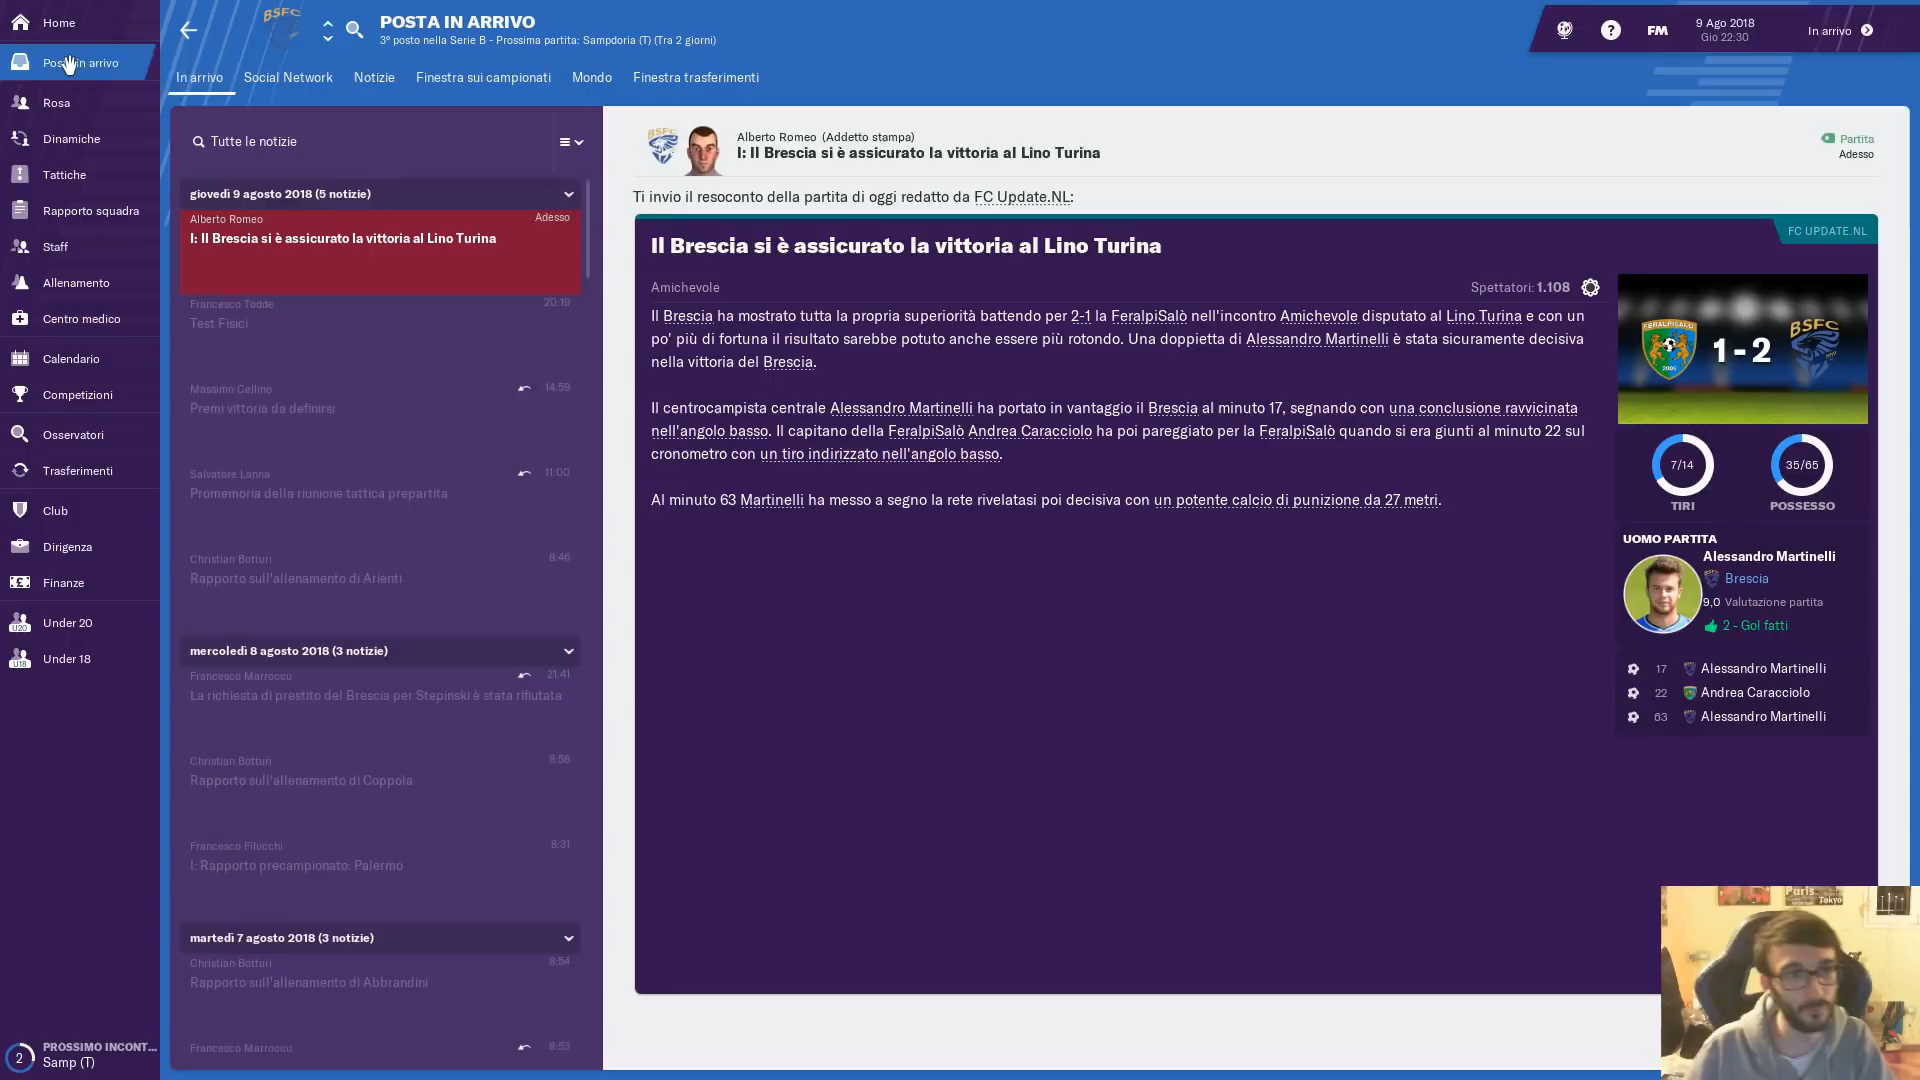 Home
Posta in arrivo
Rosa
Dinamiche
Tattiche
Rapporto squadra
Staff
Allenamento
Centro medico
Calendario
Competizioni
Osservatori
Trasferimenti
Club
Dirigenza
Finanze
U20
Under 20
U18
Under 18
2
PROSSIMO INCONT...
Samp (T)
BSFC
POSTA IN ARRIVO
3° posto nella Serie B - Prossima partita: Sampdoria (T) (Tra 2 giorni)
?
FM
9 Ago 2018
Gio 22:30
In arrivo
In arrivo
Social Network
Notizie
Finestra sui campionati
Mondo
Finestra trasferimenti
Tutte le notizie
giovedì 9 agosto 2018 (5 notizie)
Alberto Romeo
Adesso
I: Il Brescia si è assicurato la vittoria al Lino Turina
Francesco Todde
20:19
Test Fisici
Massimo Cellino
14:59
Premi vittoria da definirsi
Salvatore Lanna
11:00
Promemoria della riunione tattica prepartita
Christian Botturi
8:46
Rapporto sull'allenamento di Arienti
mercoledì 8 agosto 2018 (3 notizie)
Francesco Marroccu
21:41
La richiesta di prestito del Brescia per Stepinski è stata rifiutata
Christian Botturi
8:58
Rapporto sull'allenamento di Coppola
Francesco Filucchi
8:31
I: Rapporto precampionato: Palermo
martedì 7 agosto 2018 (3 notizie)
Christian Botturi
8:54
Rapporto sull'allenamento di Abbrandini
Francesco Marroccu
8:53
BSFC
Alberto Romeo (Addetto stampa)
I: Il Brescia si è assicurato la vittoria al Lino Turina
Partita
Adesso
Ti invio il resoconto della partita di oggi redatto da FC Update.NL:
FC UPDATE.NL
Il Brescia si è assicurato la vittoria al Lino Turina
Amichevole
Spettatori: 1.108
Il Brescia ha mostrato tutta la propria superiorità battendo per 2-1 la FeralpiSalò nell'incontro Amichevole disputato al Lino Turina e con un
po' più di fortuna il risultato sarebbe potuto anche essere più rotondo. Una doppietta di Alessandro Martinelli è stata sicuramente decisiva
nella vittoria del Brescia.
Il centrocampista centrale Alessandro Martinelli ha portato in vantaggio il Brescia al minuto 17, segnando con una conclusione ravvicinata
nell'angolo basso. Il capitano della FeralpiSalò Andrea Caracciolo ha poi pareggiato per la FeralpiSalò quando si era giunti al minuto 22 sul
cronometro con un tiro indirizzato nell'angolo basso.
Al minuto 63 Martinelli ha messo a segno la rete rivelatasi poi decisiva con un potente calcio di punizione da 27 metri.
FERALPISALÒ
2009
1 - 2
BSFC
7/14
TIRI
35/65
POSSESSO
UOMO PARTITA
Alessandro Martinelli
Brescia
9,0 Valutazione partita
2 - Gol fatti
17 Alessandro Martinelli
22 Andrea Caracciolo
63 Alessandro Martinelli
Paris
Tokyo